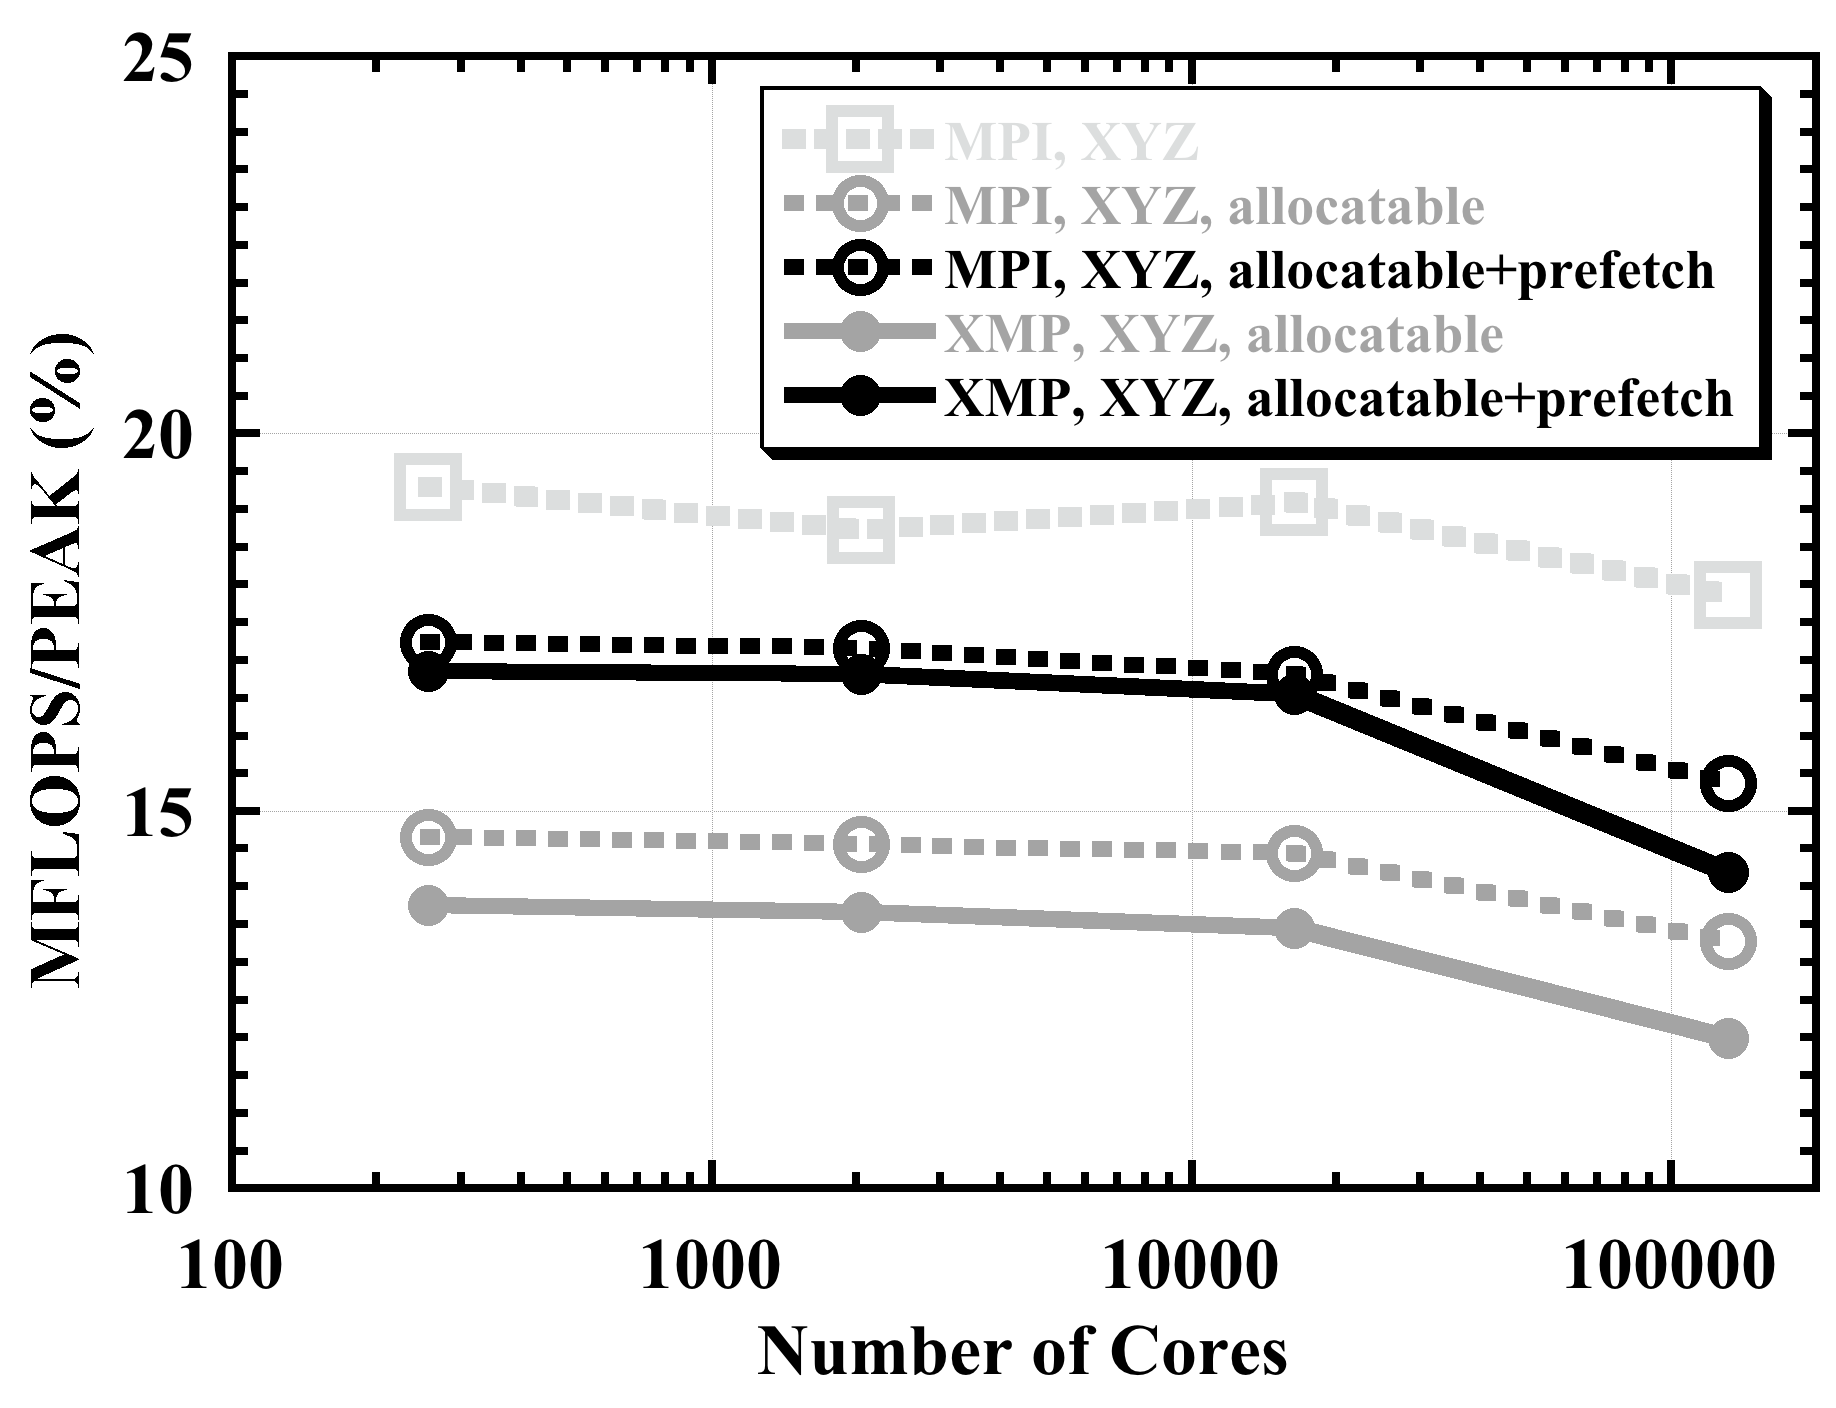 25
MPI, XYZ
MPI, XYZ, allocatable
MPI, XYZ, allocatable+prefetch
XMP, XYZ, allocatable
XMP, XYZ, allocatable+prefetch
20
MFLOPS/PEAK (%)
15
10
100 1000 10000 100000
Number of Cores